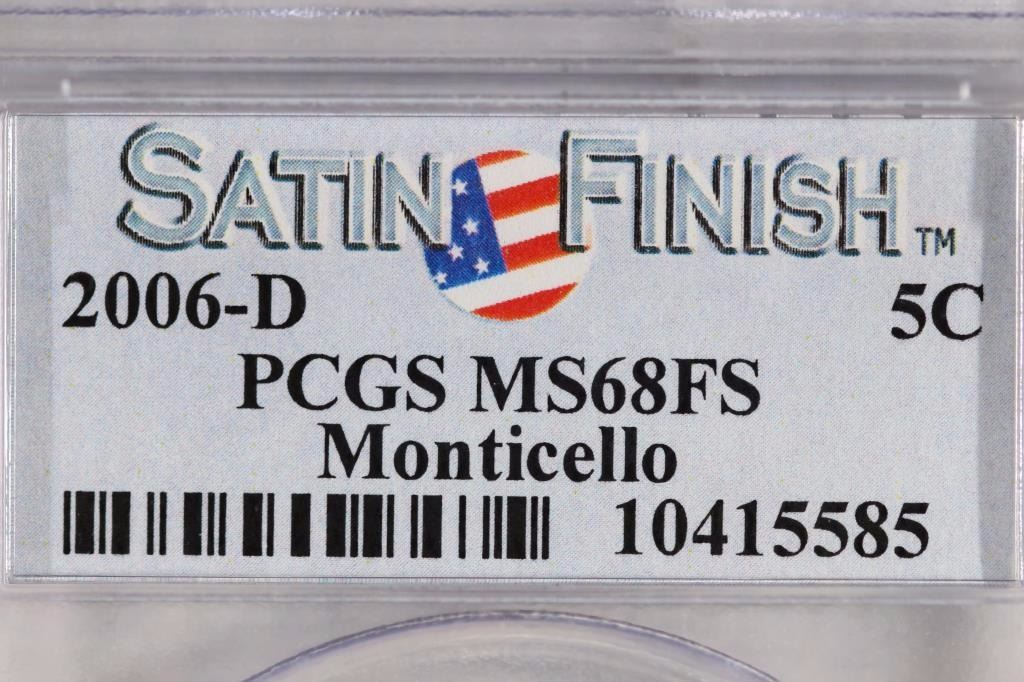 SATIN FINISH™
2006-D 5C
PCGS MS68FS
Monticello
10415585